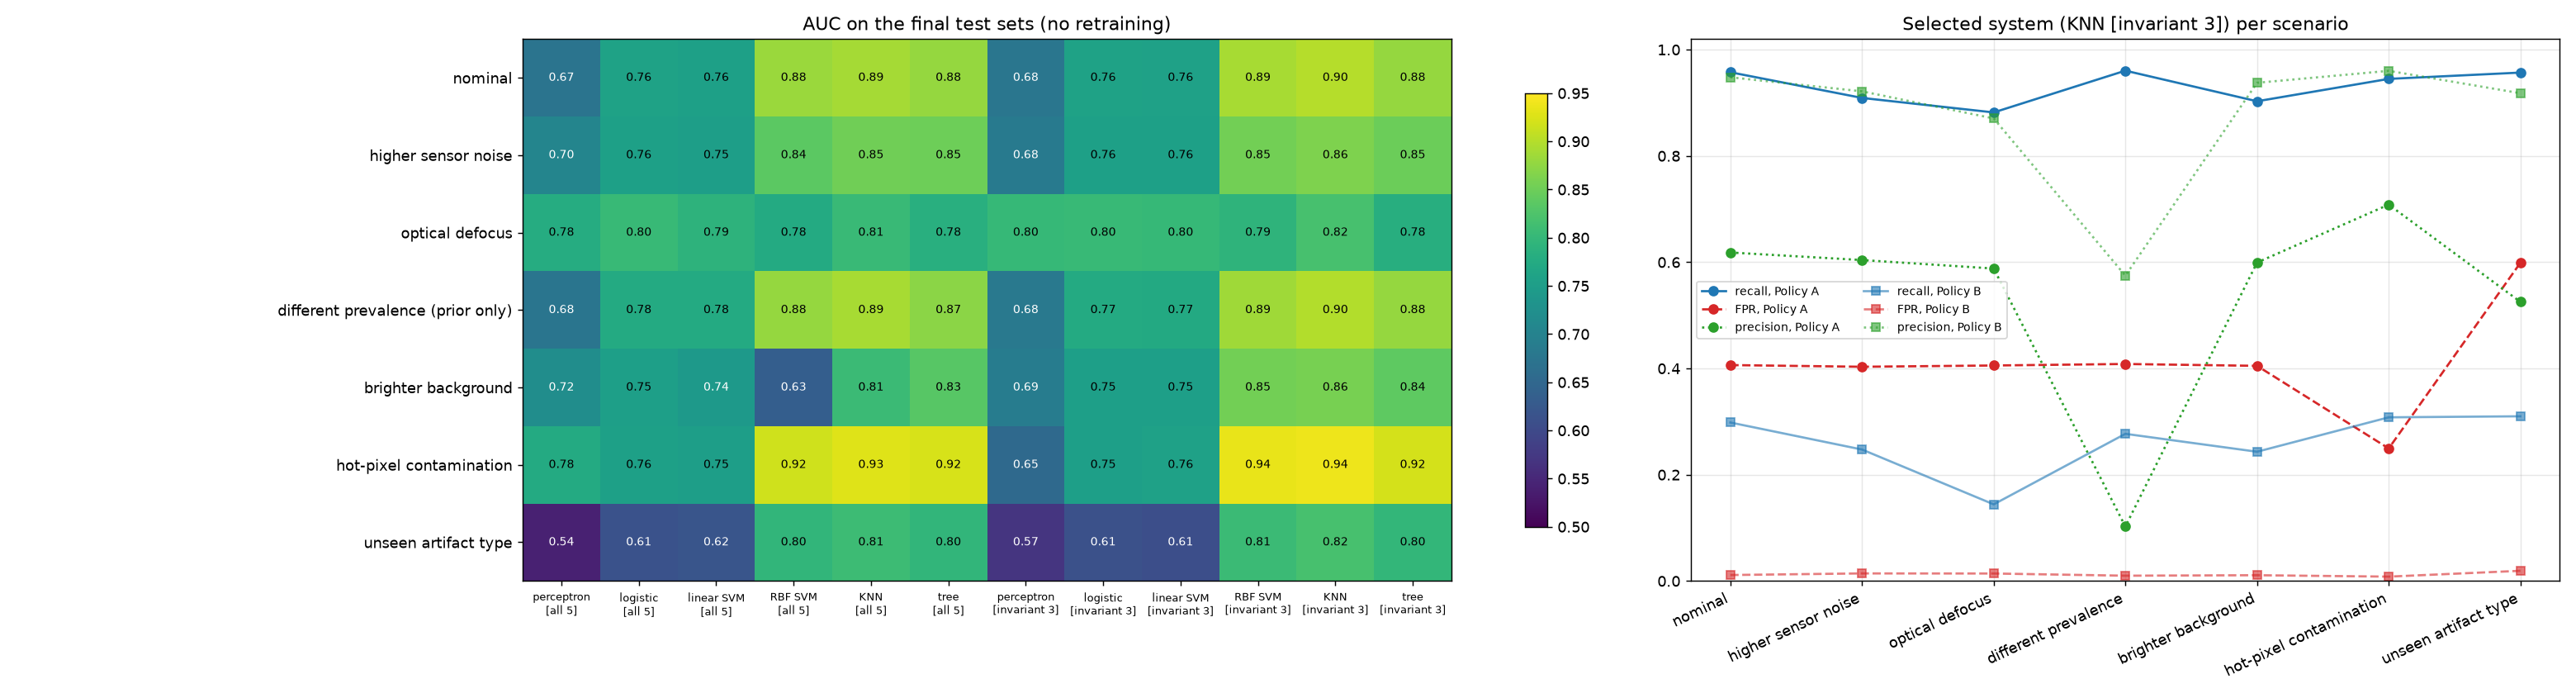 AUC on the final test sets (no retraining)
nominal 0.67 0.76 0.76 0.88 0.89 0.88 0.68 0.76 0.76 0.89 0.90 0.88
higher sensor noise 0.70 0.76 0.75 0.84 0.85 0.85 0.68 0.76 0.76 0.85 0.86 0.85
optical defocus 0.78 0.80 0.79 0.78 0.81 0.78 0.80 0.80 0.80 0.79 0.82 0.78
different prevalence (prior only) 0.68 0.78 0.78 0.88 0.89 0.87 0.68 0.77 0.77 0.89 0.90 0.88
brighter background 0.72 0.75 0.74 0.63 0.81 0.83 0.69 0.75 0.75 0.85 0.86 0.84
hot-pixel contamination 0.78 0.76 0.75 0.92 0.93 0.92 0.65 0.75 0.76 0.94 0.94 0.92
unseen artifact type 0.54 0.61 0.62 0.80 0.81 0.80 0.57 0.61 0.61 0.81 0.82 0.80
perceptron logistic linear SVM RBF SVM KNN tree perceptron logistic linear SVM RBF SVM KNN tree
[all 5] [all 5] [all 5] [all 5] [all 5] [all 5] [invariant 3] [invariant 3] [invariant 3] [invariant 3] [invariant 3] [invariant 3]
0.95
0.90
0.85
0.80
0.75
0.70
0.65
0.60
0.55
0.50
Selected system (KNN [invariant 3]) per scenario
1.0
0.8
0.6
0.4
0.2
0.0
recall, Policy A
FPR, Policy A
precision, Policy A
recall, Policy B
FPR, Policy B
precision, Policy B
nominal
higher sensor noise
optical defocus
different prevalence
brighter background
hot-pixel contamination
unseen artifact type